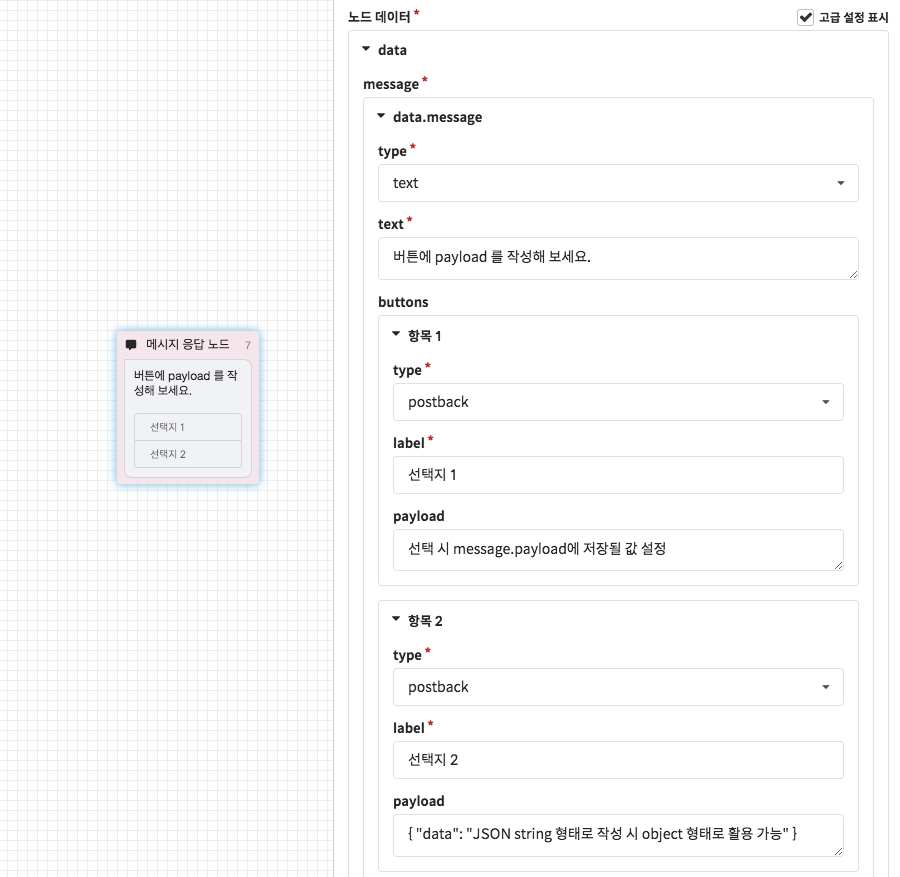 메시지 응답 노드 7
버튼에 payload 를 작
성해 보세요.
선택지 1
선택지 2
노드 데이터 *
고급 설정 표시
data
message *
data.message
type *
text
text *
버튼에 payload 를 작성해 보세요.
buttons
항목 1
type *
postback
label *
선택지 1
payload
선택 시 message.payload에 저장될 값 설정
항목 2
type *
postback
label *
선택지 2
payload
{ "data": "JSON string 형태로 작성 시 object 형태로 활용 가능" }